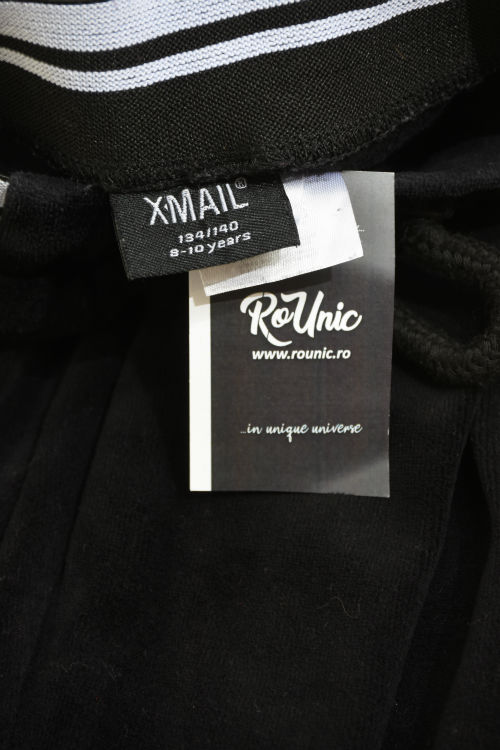 XMAIL®
134/140
8-10 years
RoUnic
www.rounic.ro
...in unique universe